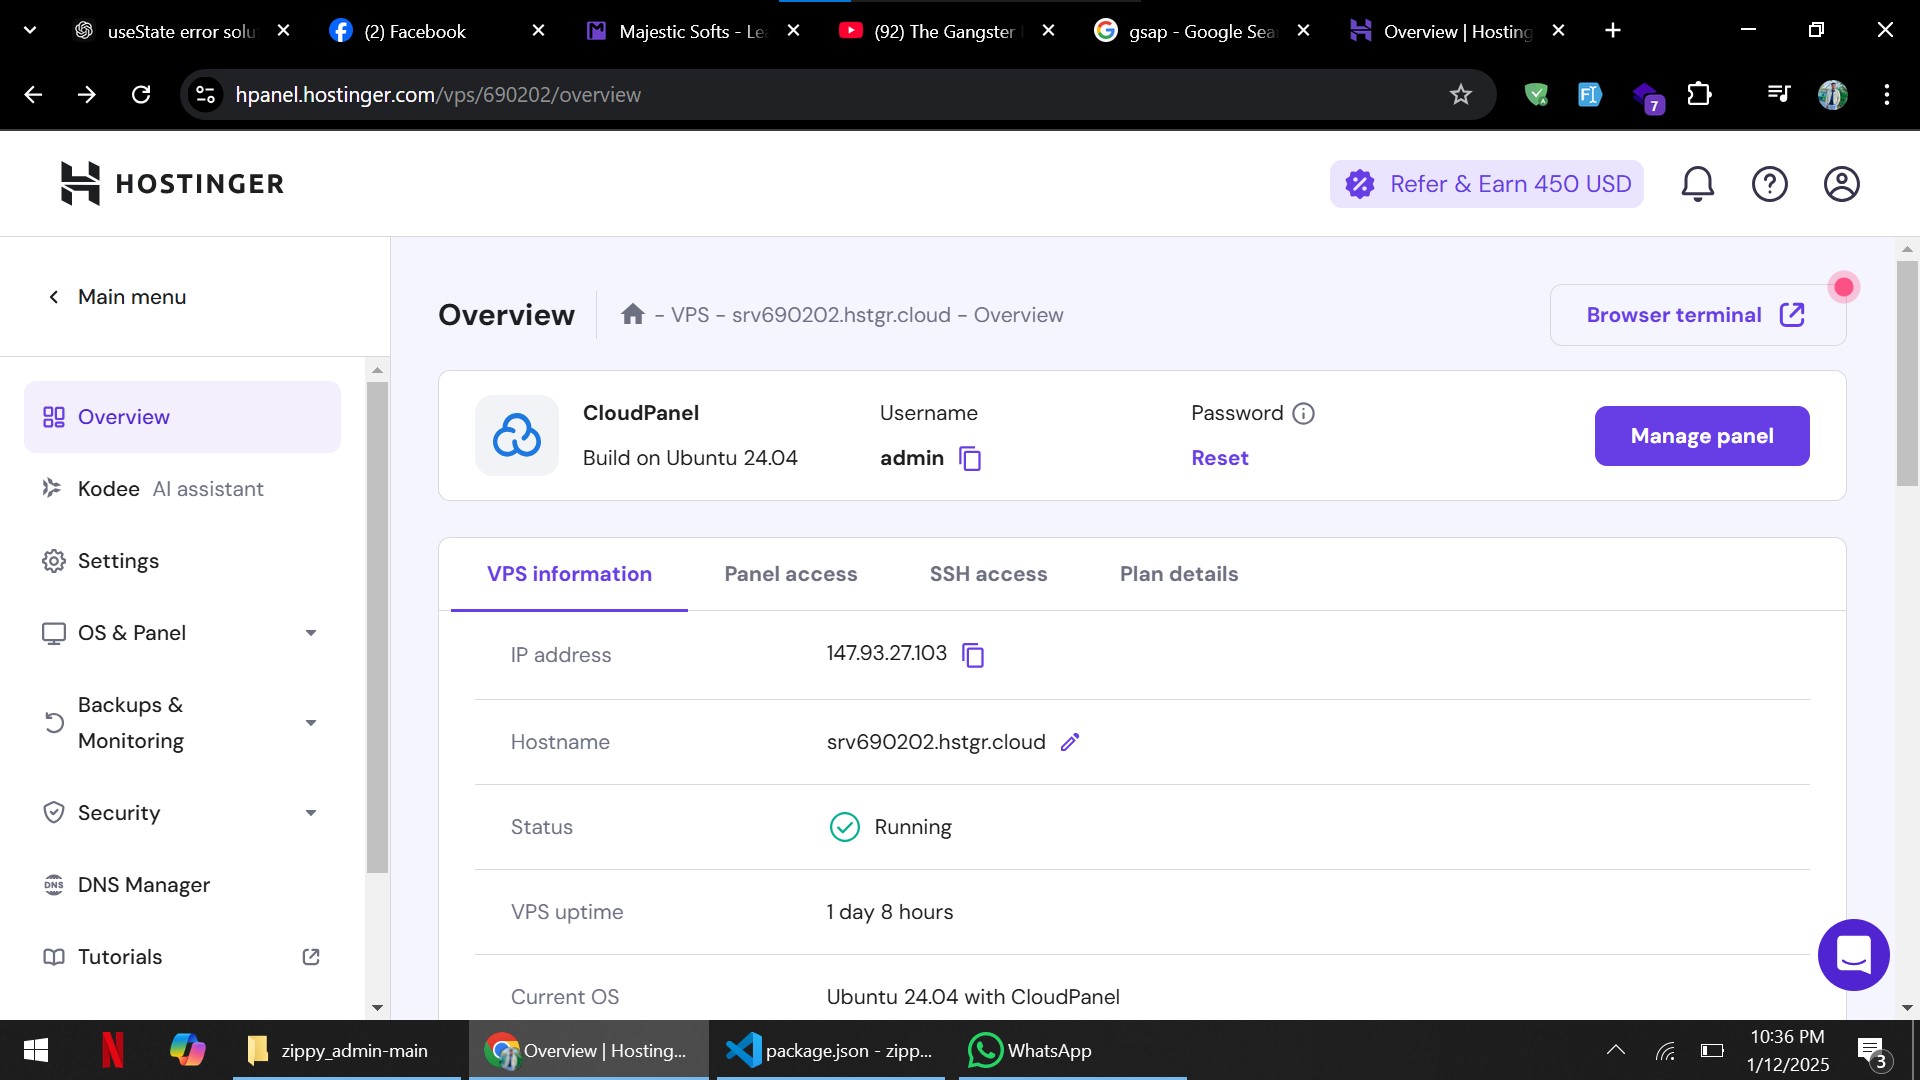 useState error solu
(2) Facebook
Majestic Softs - Le
(92) The Gangster
gsap - Google Sea
Overview | Hosting
hpanel.hostinger.com/vps/690202/overview
7
HOSTINGER
Refer & Earn 450 USD
Main menu
Overview
Kodee AI assistant
Settings
OS & Panel
Backups &
Monitoring
Security
DNS
DNS Manager
Tutorials
Overview
- VPS - srv690202.hstgr.cloud - Overview
Browser terminal
CloudPanel
Build on Ubuntu 24.04
Username
admin
Password
Reset
Manage panel
VPS information
Panel access
SSH access
Plan details
IP address
147.93.27.103
Hostname
srv690202.hstgr.cloud
Status
Running
VPS uptime
1 day 8 hours
Current OS
Ubuntu 24.04 with CloudPanel
zippy_admin-main
Overview | Hosting...
package.json - zipp...
WhatsApp
10:36 PM
1/12/2025
3